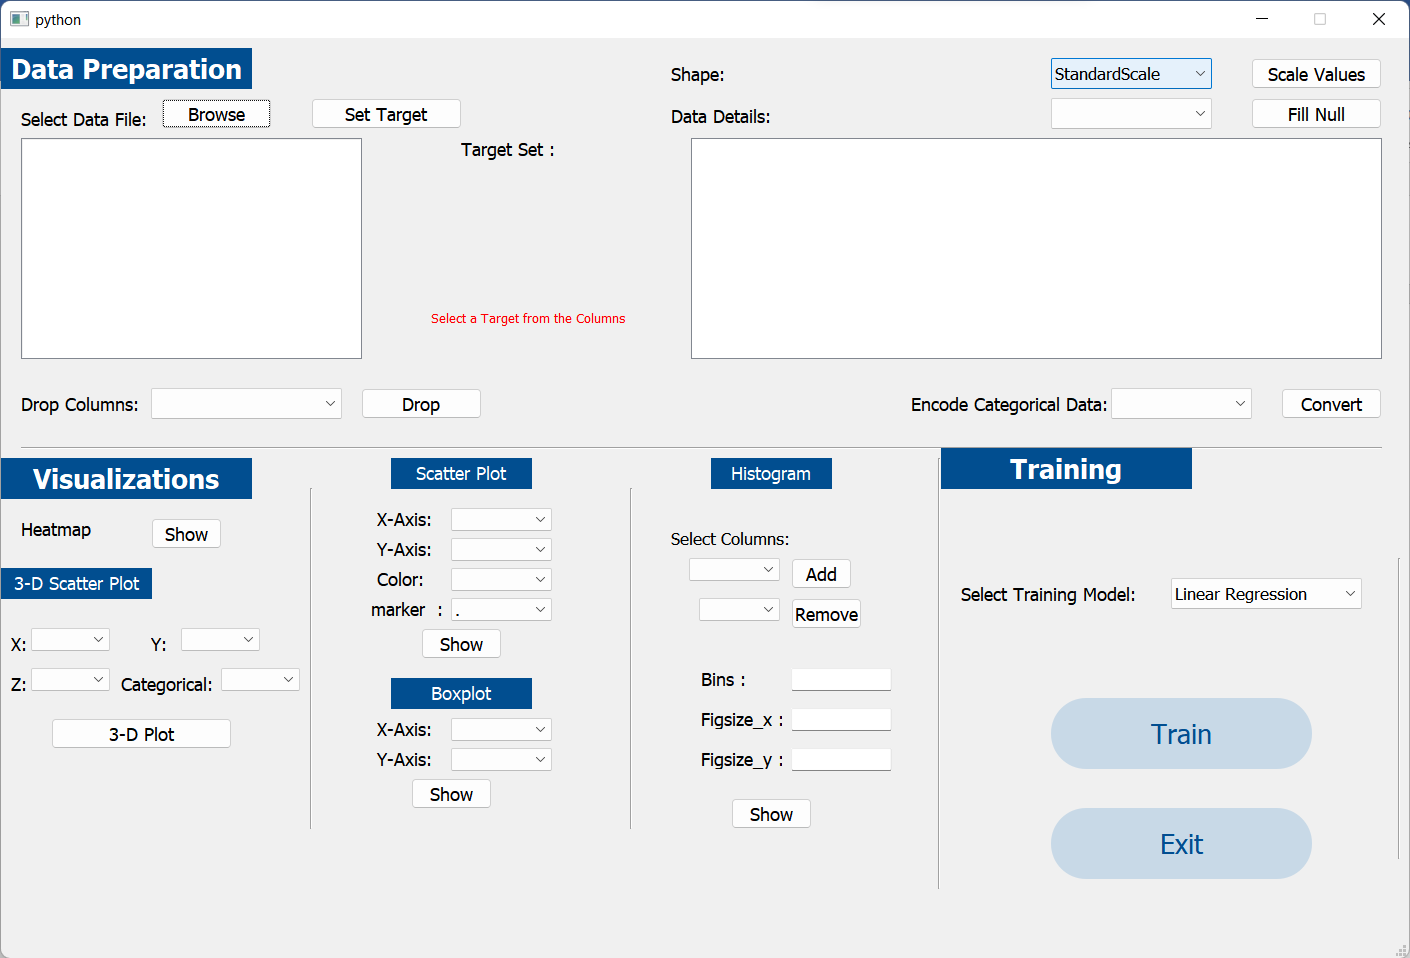 python
Data Preparation
Shape:
StandardScale
Scale Values
Select Data File:
Browse
Set Target
Data Details:
Fill Null
Target Set :
Select a Target from the Columns
Drop Columns:
Drop
Encode Categorical Data:
Convert
Visualizations
Heatmap
Show
3-D Scatter Plot
X:
Y:
Z:
Categorical:
3-D Plot
Scatter Plot
X-Axis:
Y-Axis:
Color:
marker :
.
Show
Boxplot
X-Axis:
Y-Axis:
Show
Histogram
Select Columns:
Add
Remove
Bins :
Figsize_x :
Figsize_y :
Show
Training
Select Training Model:
Linear Regression
Train
Exit